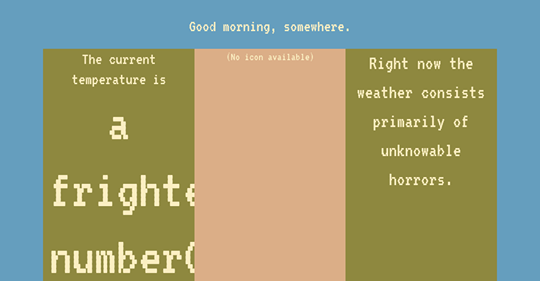 Good morning, somewhere.
The current
temperature is
a
frighte
number(
(No icon available)
Right now the
weather consists
primarily of
unknowable
horrors.